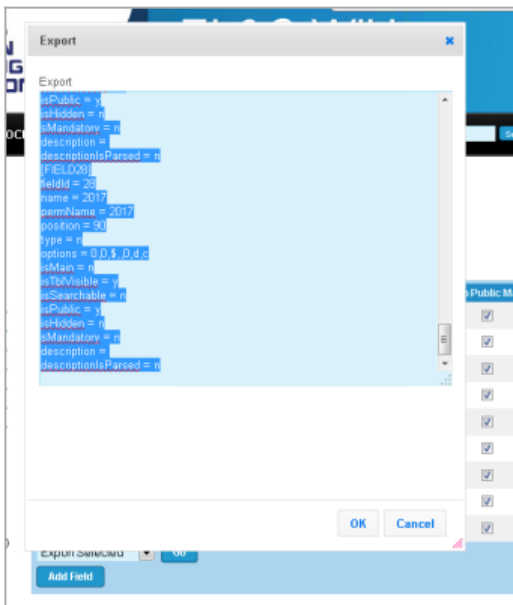 Export
Export
isPublic = y
isHidden = n
isMandatory = n
description =
descriptionIsParsed = n
[FIELD28]
fieldId = 28
name = 2017
permName = 2017
position = 90
type = n
options = 0,0,$,,0,d,c
isMain = n
isTblVisible = y
isSearchable = n
isPublic = y
isHidden = n
isMandatory = n
description =
descriptionIsParsed = n
Public
OK
Cancel
Export Selected
Go
Add Field